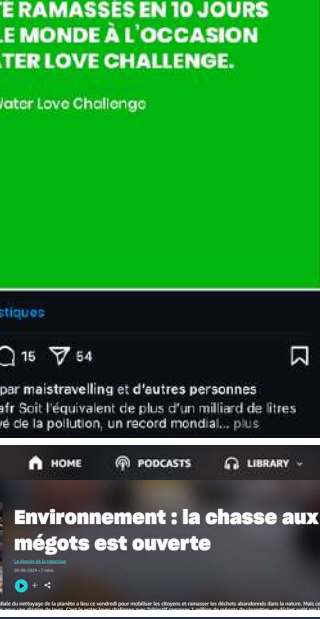 TÉ RAMASSÉS EN 10 JOURS
LE MONDE À L'OCCASION
ATER LOVE CHALLENGE.
Water Love Challenge
stiques
15 54
par maistravelling et d'autres personnes
afr Soit l'équivalent de plus d'un milliard de litres
vé de la pollution, un record mondial... plus
HOME PODCASTS LIBRARY
Environnement : la chasse aux
mégots est ouverte